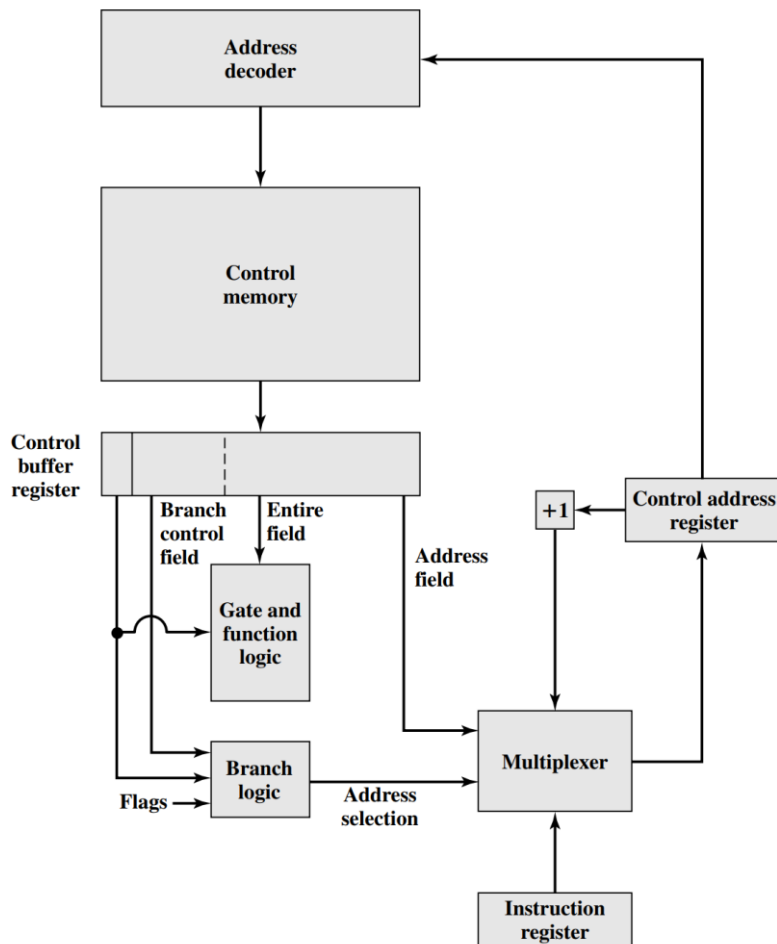 Address
decoder
Control
memory
Control
buffer
register
Branch
control
field
Entire
field
Address
field
+1
Control address
register
Gate and
function
logic
Branch
logic
Flags
Address
selection
Multiplexer
Instruction
register